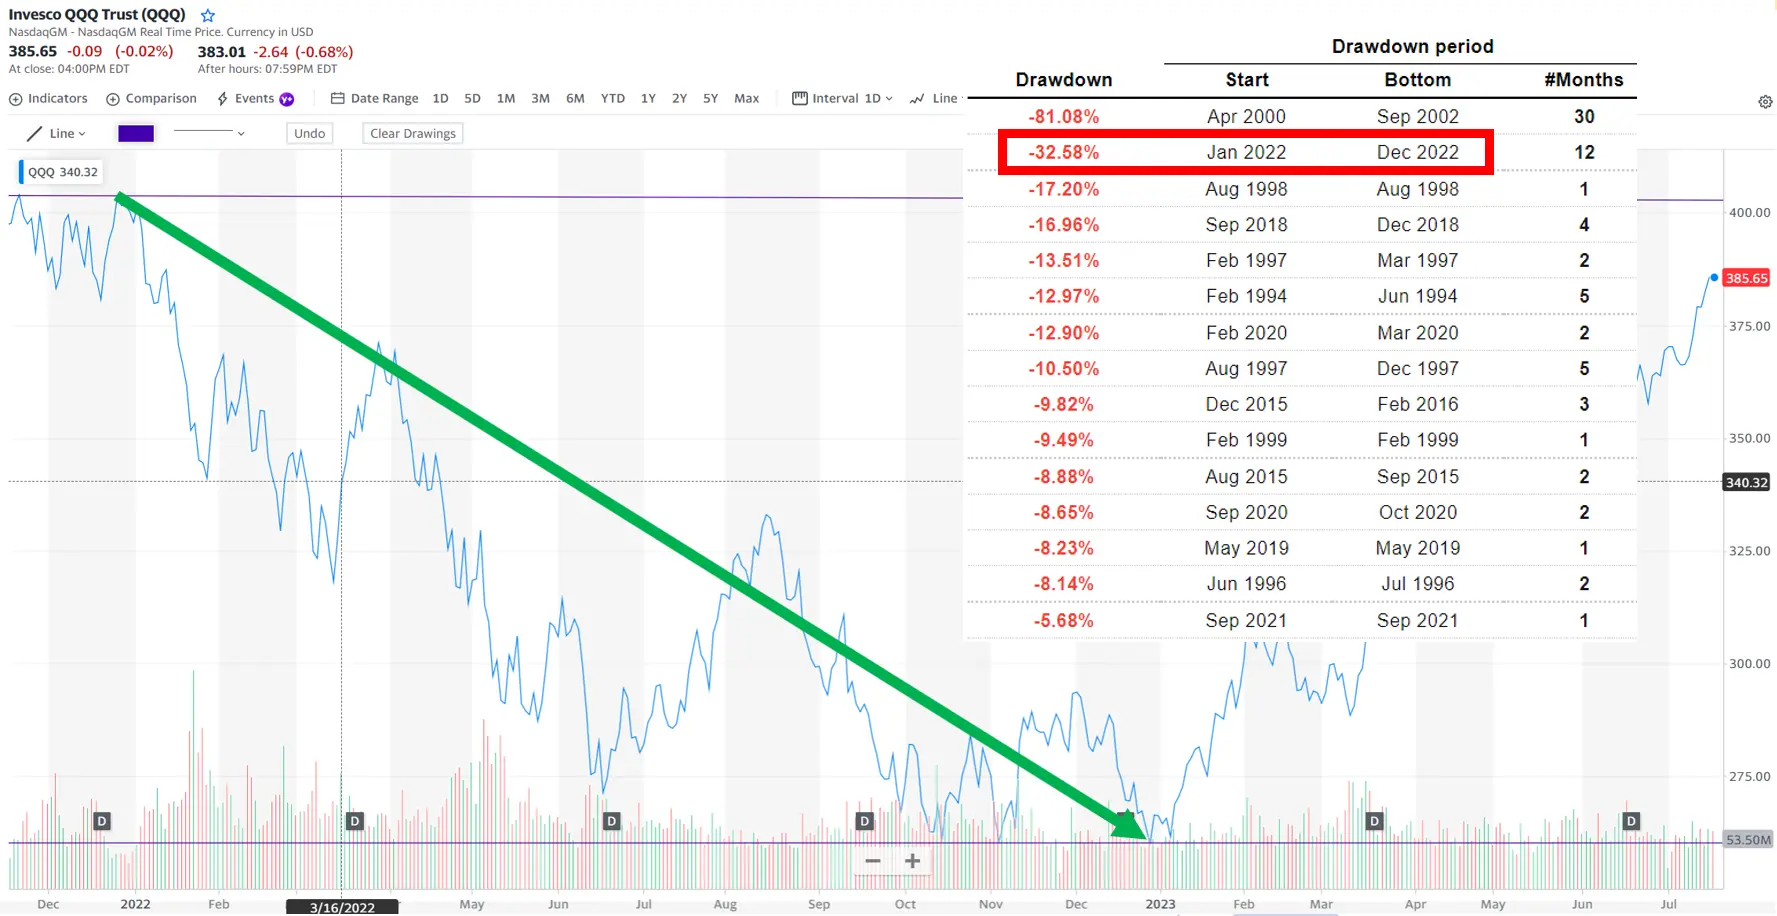 Invesco QQQ Trust (QQQ)
NasdaqGM - NasdaqGM Real Time Price. Currency in USD
385.65 -0.09 (-0.02%) 383.01 -2.64 (-0.68%)
At close: 04:00PM EDT After hours: 07:59PM EDT
Indicators Comparison Events Y+ Date Range 1D 5D 1M 3M 6M YTD 1Y 2Y 5Y Max Interval 1D Line
Line Undo Clear Drawings
QQQ 340.32
Drawdown period
Drawdown Start Bottom #Months
-81.08% Apr 2000 Sep 2002 30
-32.58% Jan 2022 Dec 2022 12
-17.20% Aug 1998 Aug 1998 1
-16.96% Sep 2018 Dec 2018 4
-13.51% Feb 1997 Mar 1997 2
-12.97% Feb 1994 Jun 1994 5
-12.90% Feb 2020 Mar 2020 2
-10.50% Aug 1997 Dec 1997 5
-9.82% Dec 2015 Feb 2016 3
-9.49% Feb 1999 Feb 1999 1
-8.88% Aug 2015 Sep 2015 2
-8.65% Sep 2020 Oct 2020 2
-8.23% May 2019 May 2019 1
-8.14% Jun 1996 Jul 1996 2
-5.68% Sep 2021 Sep 2021 1
400.00
385.65
375.00
350.00
340.32
325.00
300.00
275.00
53.50M
D D D D D D
− +
Dec 2022 Feb 3/16/2022 May Jun Jul Aug Sep Oct Nov Dec 2023 Feb Mar Apr May Jun Jul